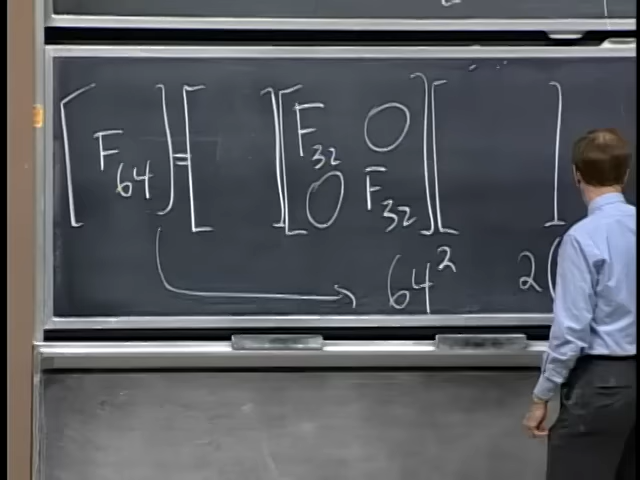 [ F64 ] = [ ] [ F32 0
0 F32 ] [ ]
64² 2(